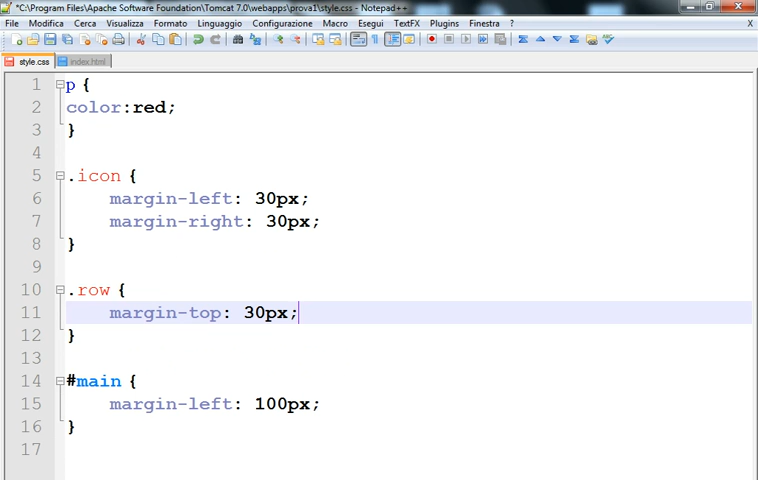 *C:\Program Files\Apache Software Foundation\Tomcat 7.0\webapps\prova1\style.css - Notepad++
File Modifica Cerca Visualizza Formato Linguaggio Configurazione Macro Esegui TextFX Plugins Finestra ? X
style.css index.html
1 p {
2 color:red;
3 }
4
5 .icon {
6 margin-left: 30px;
7 margin-right: 30px;
8 }
9
10 .row {
11 margin-top: 30px;
12 }
13
14 #main {
15 margin-left: 100px;
16 }
17